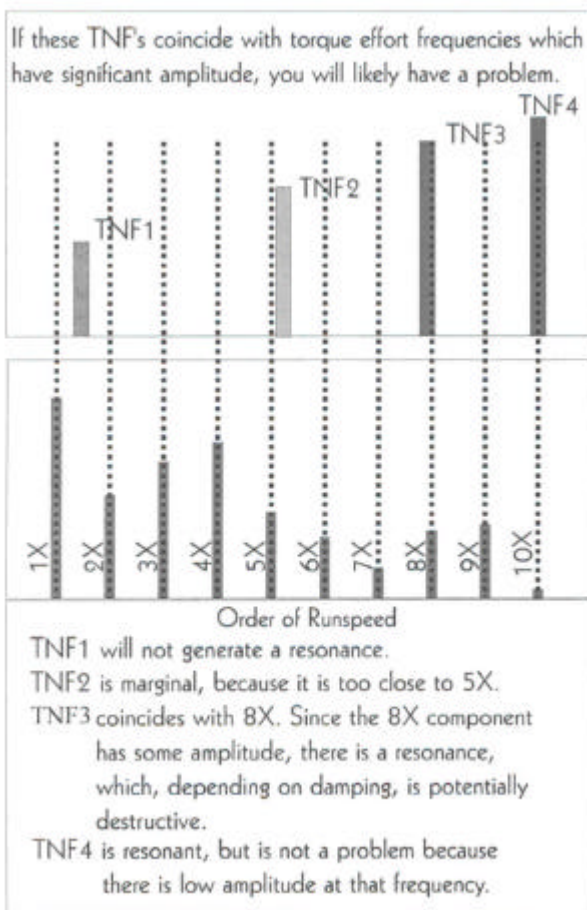 If these TNF's coincide with torque effort frequencies which
have significant amplitude, you will likely have a problem.
TNF4
TNF3
TNF2
TNF1
1X 2X 3X 4X 5X 6X 7X 8X 9X 10X
Order of Runspeed
TNF1 will not generate a resonance.
TNF2 is marginal, because it is too close to 5X.
TNF3 coincides with 8X. Since the 8X component
has some amplitude, there is a resonance,
which, depending on damping, is potentially
destructive.
TNF4 is resonant, but is not a problem because
there is low amplitude at that frequency.